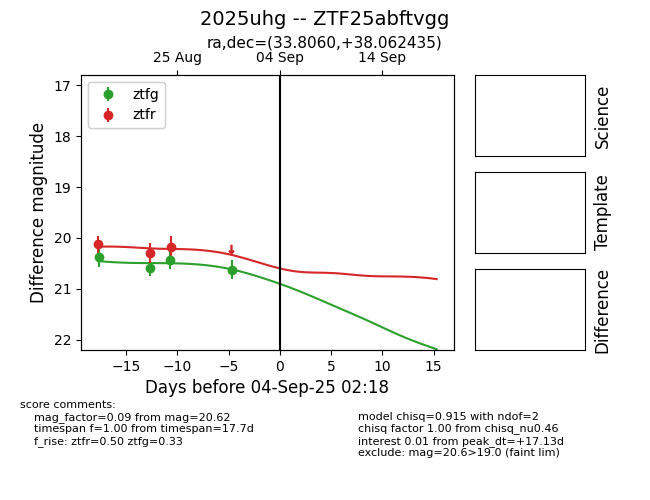 2025uhg -- ZTF25abftvgg
ra,dec=(33.8060,+38.062435)
25 Aug 04 Sep 14 Sep
ztfg
ztfr
17
18
19
20
21
22
Difference magnitude
−15 −10 −5 0 5 10 15
Days before 04-Sep-25 02:18
Science
Template
Difference
score comments:
mag_factor=0.09 from mag=20.62
timespan f=1.00 from timespan=17.7d
f_rise: ztfr=0.50 ztfg=0.33
model chisq=0.915 with ndof=2
chisq factor 1.00 from chisq_nu0.46
interest 0.01 from peak_dt=+17.13d
exclude: mag=20.6>19.0 (faint lim)